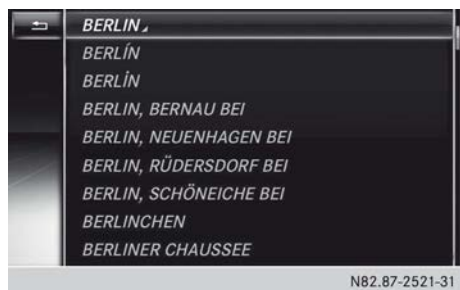 BERLIN
BERLÍN
BERLÎN
BERLIN, BERNAU BEI
BERLIN, NEUENHAGEN BEI
BERLIN, RÜDERSDORF BEI
BERLIN, SCHÖNEICHE BEI
BERLINCHEN
BERLINER CHAUSSEE
N82.87-2521-31